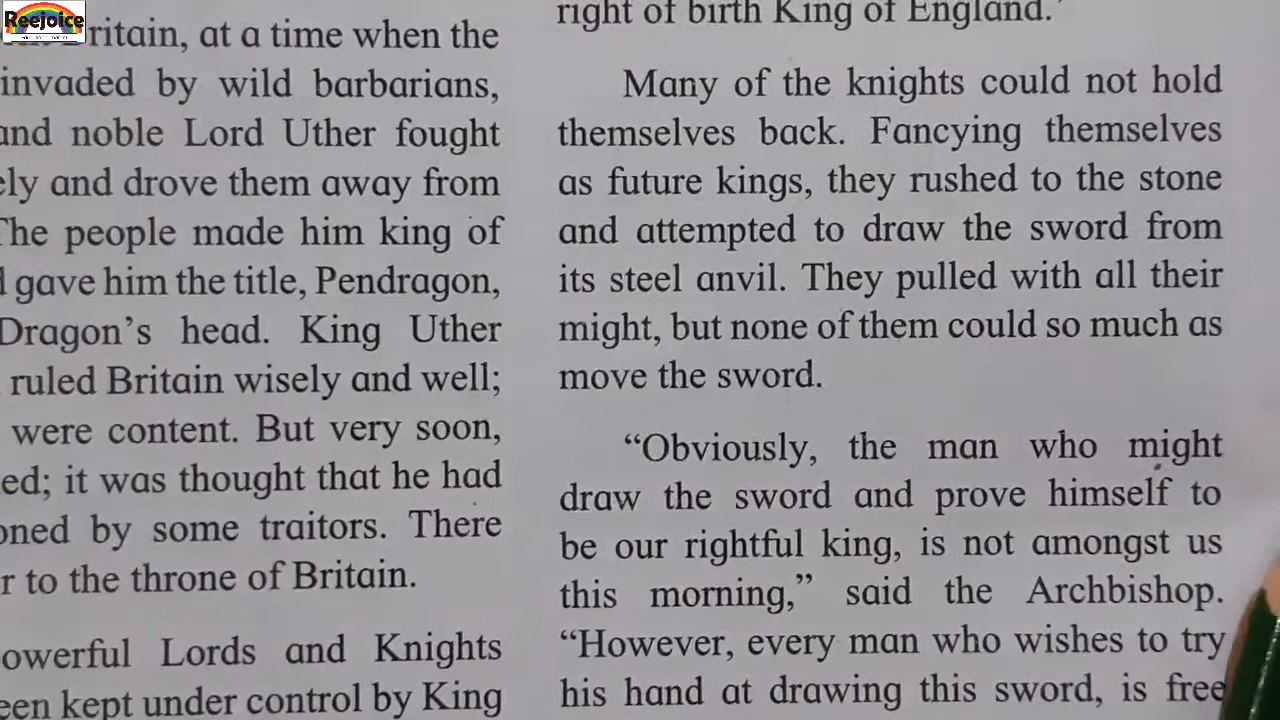 Reejoice
Britain, at a time when the
invaded by wild barbarians,
and noble Lord Uther fought
and drove them away from
The people made him king of
gave him the title, Pendragon,
Dragon's head. King Uther
ruled Britain wisely and well;
were content. But very soon,
it was thought that he had
by some traitors. There
to the throne of Britain.
Lords and Knights
kept under control by King
right of birth King of England.'
Many of the knights could not hold
themselves back. Fancying themselves
as future kings, they rushed to the stone
and attempted to draw the sword from
its steel anvil. They pulled with all their
might, but none of them could so much as
move the sword.
“Obviously, the man who might
draw the sword and prove himself to
be our rightful king, is not amongst us
this morning,” said the Archbishop.
“However, every man who wishes to try
his hand at drawing this sword, is free